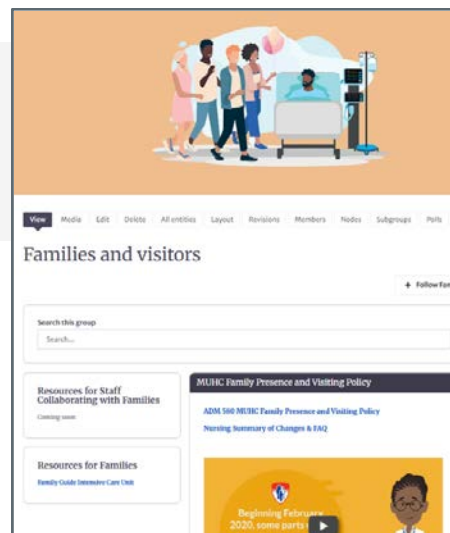 View Media Edit Delete All entities Layout Revisions Members Nodes Subgroups Polls
Families and visitors
+ Follow Fam
Search this group
Search...
Resources for Staff
Collaborating with Families
Coming soon
Resources for Families
Family Guide Intensive Care Unit
MUHC Family Presence and Visiting Policy
ADM 560 MUHC Family Presence and Visiting Policy
Nursing Summary of Changes & FAQ
Beginning February
2020, some parts